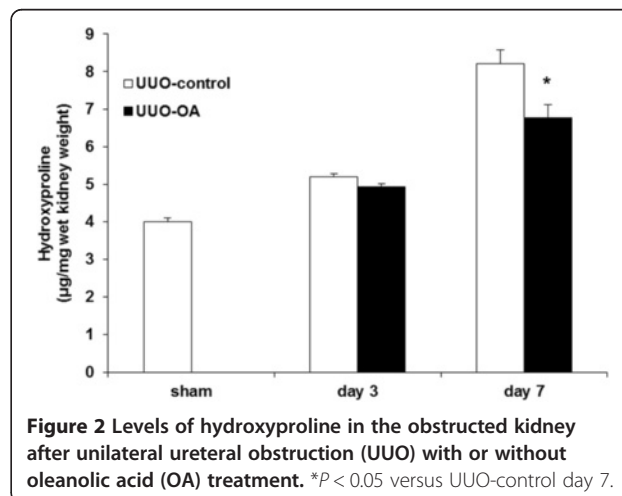 9
8
7
6
5
4
3
2
1
0
Hydroxyproline
(µg/mg wet kidney weight)
UUO-control
UUO-OA
*
sham day 3 day 7
Figure 2 Levels of hydroxyproline in the obstructed kidney
after unilateral ureteral obstruction (UUO) with or without
oleanolic acid (OA) treatment. *P < 0.05 versus UUO-control day 7.